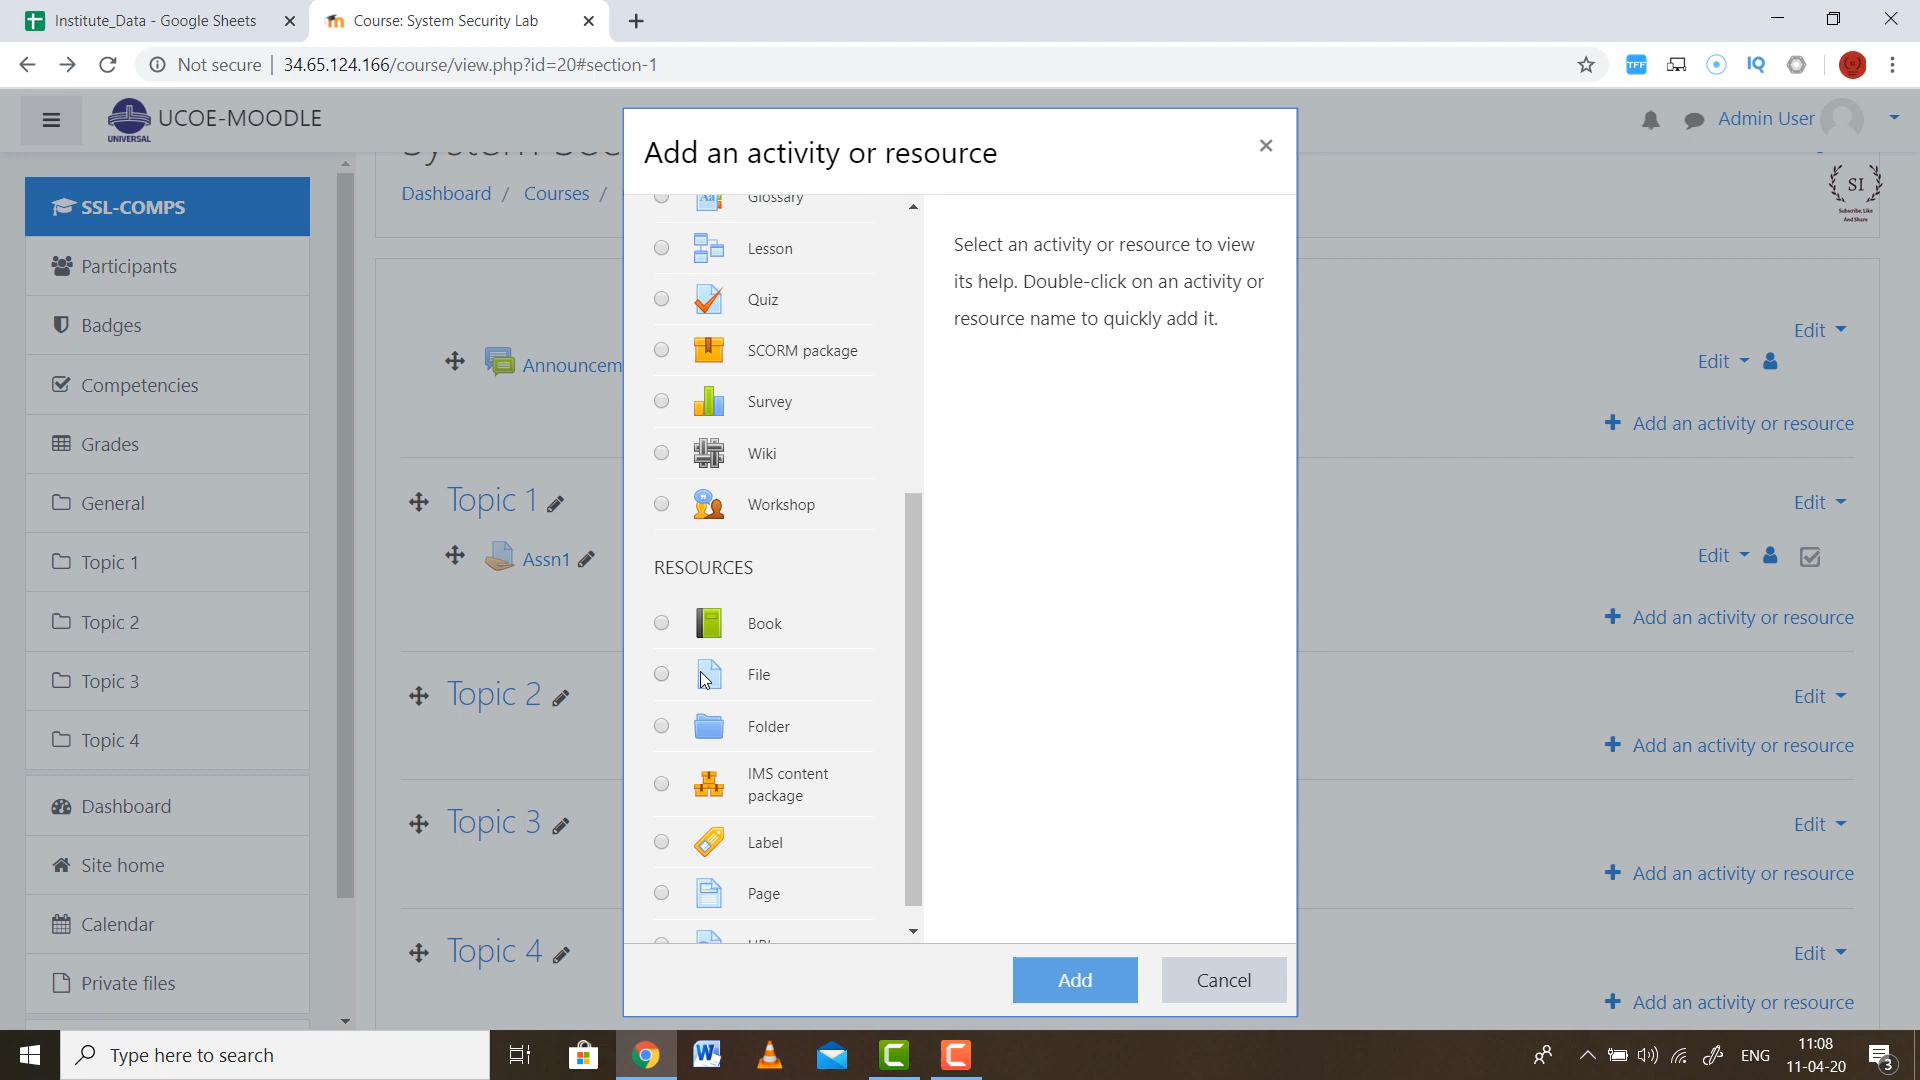 Institute_Data - Google Sheets
Course: System Security Lab
Not secure
34.65.124.166/course/view.php?id=20#section-1
TFF
IQ
UNIVERSAL
UCOE-MOODLE
Admin User
SSL-COMPS
Participants
Badges
Competencies
Grades
General
Topic 1
Topic 2
Topic 3
Topic 4
Dashboard
Site home
Calendar
Private files
Dashboard / Courses /
SI
Subscribe, Like
And Share
Edit
Announcem
Edit
Add an activity or resource
Topic 1
Edit
Assn1
Edit
Add an activity or resource
Topic 2
Edit
Add an activity or resource
Topic 3
Edit
Add an activity or resource
Topic 4
Edit
Add an activity or resource
Add an activity or resource
Glossary
Lesson
Quiz
SCORM package
Survey
Wiki
Workshop
RESOURCES
Book
File
Folder
IMS content
package
Label
Page
Select an activity or resource to view
its help. Double-click on an activity or
resource name to quickly add it.
Add
Cancel
Type here to search
ENG
11:08
11-04-20
3